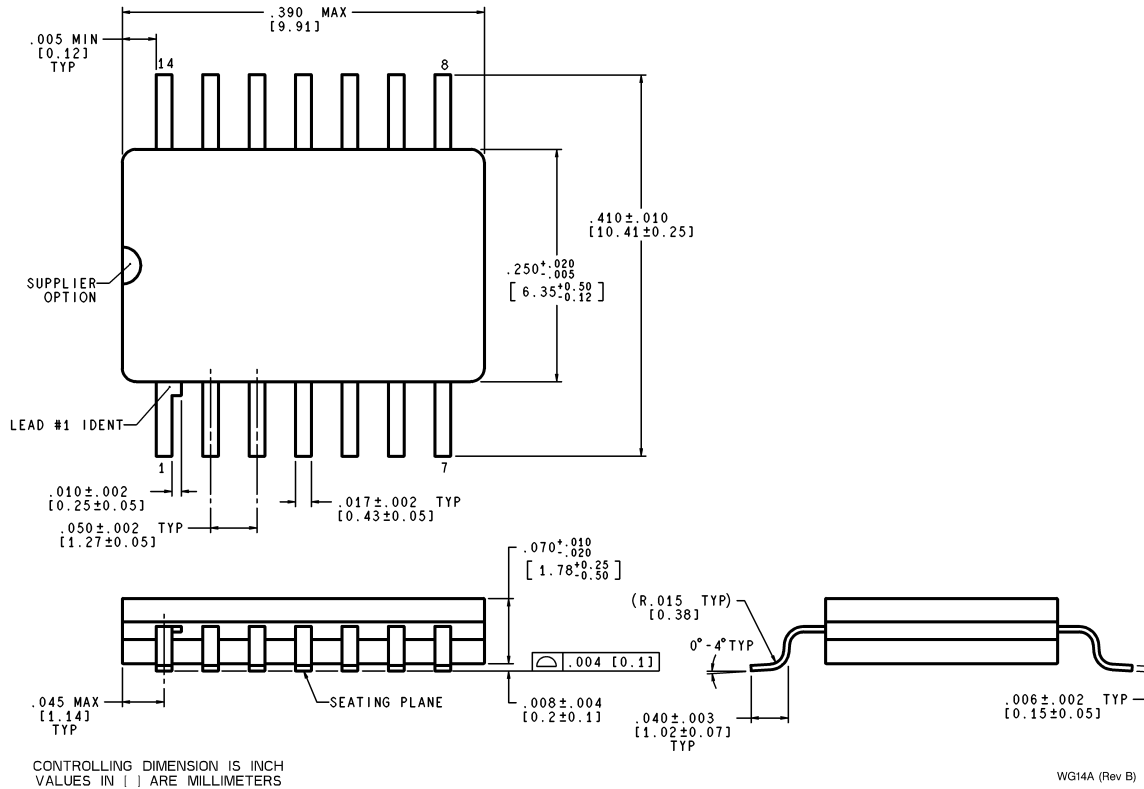 .390 MAX
[9.91]
.005 MIN
[0.12]
TYP
14
8
.410±.010
[10.41±0.25]
.250+.020
-.005
[ 6.35+0.50
-0.12 ]
SUPPLIER
OPTION
LEAD #1 IDENT
1
7
.010±.002
[0.25±0.05]
.017±.002 TYP
[0.43±0.05]
.050±.002 TYP
[1.27±0.05]
.070+.010
-.020
[ 1.78+0.25
-0.50 ]
(R.015 TYP)
[0.38]
0°-4° TYP
.004 [0.1]
.045 MAX
[1.14]
TYP
SEATING PLANE
.008±.004
[0.2±0.1]
.040±.003
[1.02±0.07]
TYP
.006±.002 TYP
[0.15±0.05]
CONTROLLING DIMENSION IS INCH
VALUES IN [ ] ARE MILLIMETERS
WG14A (Rev B)